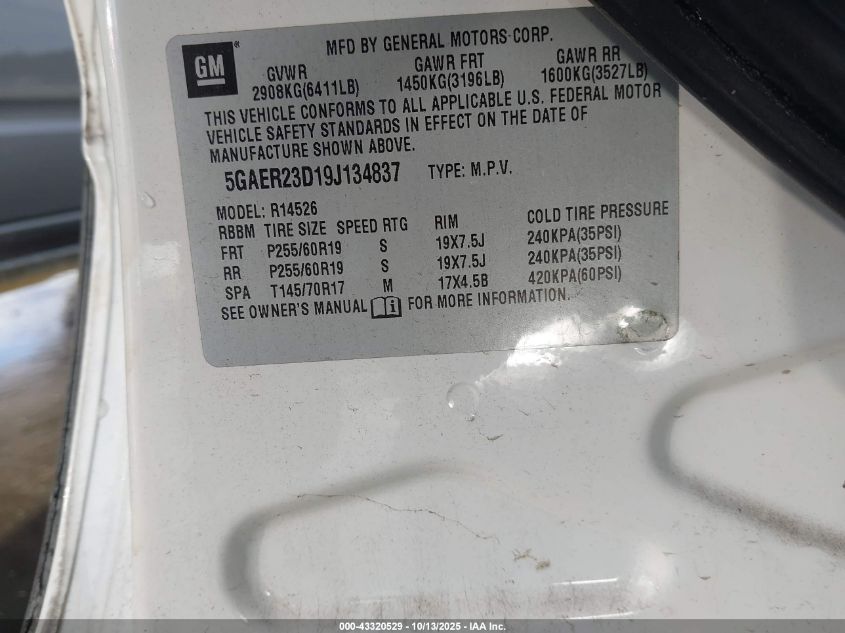 GM®
MFD BY GENERAL MOTORS CORP.
GVWR GAWR FRT GAWR RR
2908KG(6411LB) 1450KG(3196LB) 1600KG(3527LB)
THIS VEHICLE CONFORMS TO ALL APPLICABLE U.S. FEDERAL MOTOR
VEHICLE SAFETY STANDARDS IN EFFECT ON THE DATE OF
MANUFACTURE SHOWN ABOVE.
5GAER23D19J134837 TYPE: M.P.V.
MODEL: R14526
RBBM TIRE SIZE SPEED RTG RIM COLD TIRE PRESSURE
FRT P255/60R19 S 19X7.5J 240KPA(35PSI)
RR P255/60R19 S 19X7.5J 240KPA(35PSI)
SPA T145/70R17 M 17X4.5B 420KPA(60PSI)
SEE OWNER'S MANUAL FOR MORE INFORMATION.
000-43320529 - 10/13/2025 - IAA Inc.